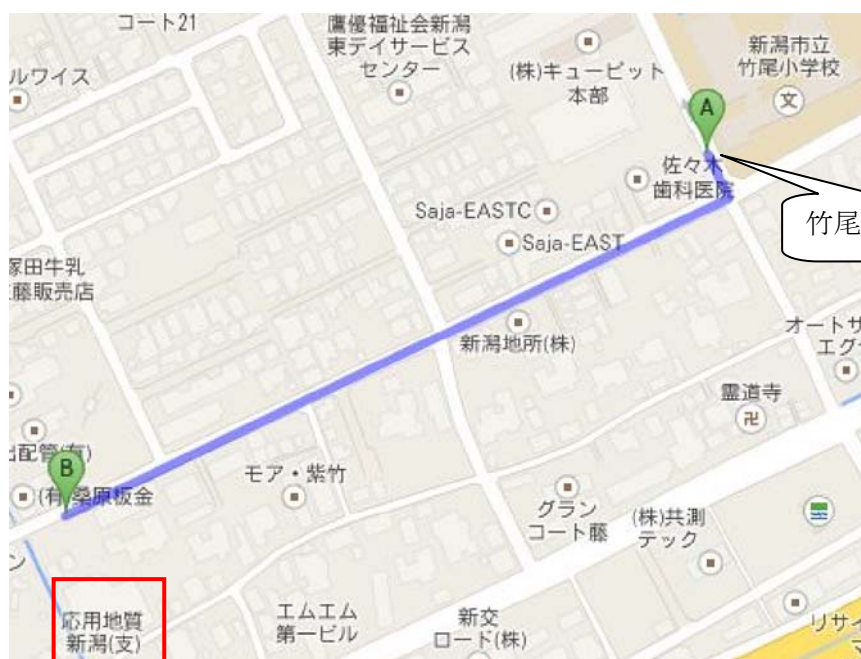 コート21
鷹優福祉会新潟
東デイサービス
センター
(株)キュービット
本部
新潟市立
竹尾小学校
文
ルワイス
A
佐々木
歯科医院
竹尾
Saja-EASTC
Saja-EAST
塚田牛乳
藤販売店
新潟地所(株)
オートサ
エグ
霊道寺
卍
配管(有)
B
(有)桑原板金
モア・紫竹
グラン
コート藤
(株)共測
テック
ン
応用地質
新潟(支)
エムエム
第一ビル
新交
ロード(株)
リサイ
マ